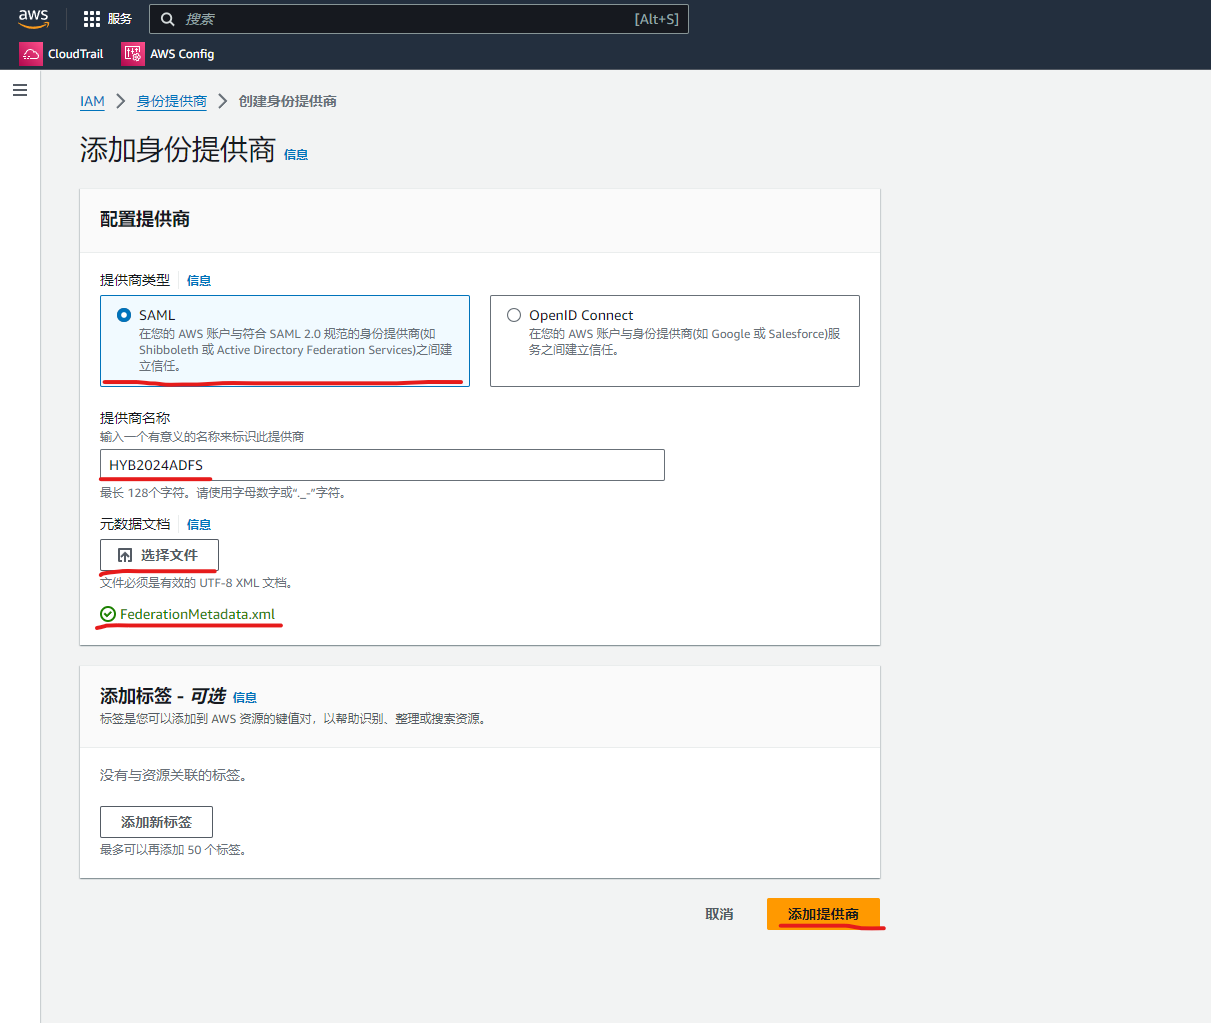 aws
服务
搜索
[Alt+S]
CloudTrail
AWS Config
IAM
身份提供商
创建身份提供商
添加身份提供商 信息
配置提供商
提供商类型 信息
SAML
在您的 AWS 账户与符合 SAML 2.0 规范的身份提供商(如
Shibboleth 或 Active Directory Federation Services)之间建
立信任。
OpenID Connect
在您的 AWS 账户与身份提供商(如 Google 或 Salesforce)服
务之间建立信任。
提供商名称
输入一个有意义的名称来标识此提供商
HYB2024ADFS
最长 128个字符。请使用字母数字或“._-”字符。
元数据文档 信息
选择文件
文件必须是有效的 UTF-8 XML 文档。
FederationMetadata.xml
添加标签 - 可选 信息
标签是您可以添加到 AWS 资源的键值对，以帮助识别、整理或搜索资源。
没有与资源关联的标签。
添加新标签
最多可以再添加 50 个标签。
取消
添加提供商